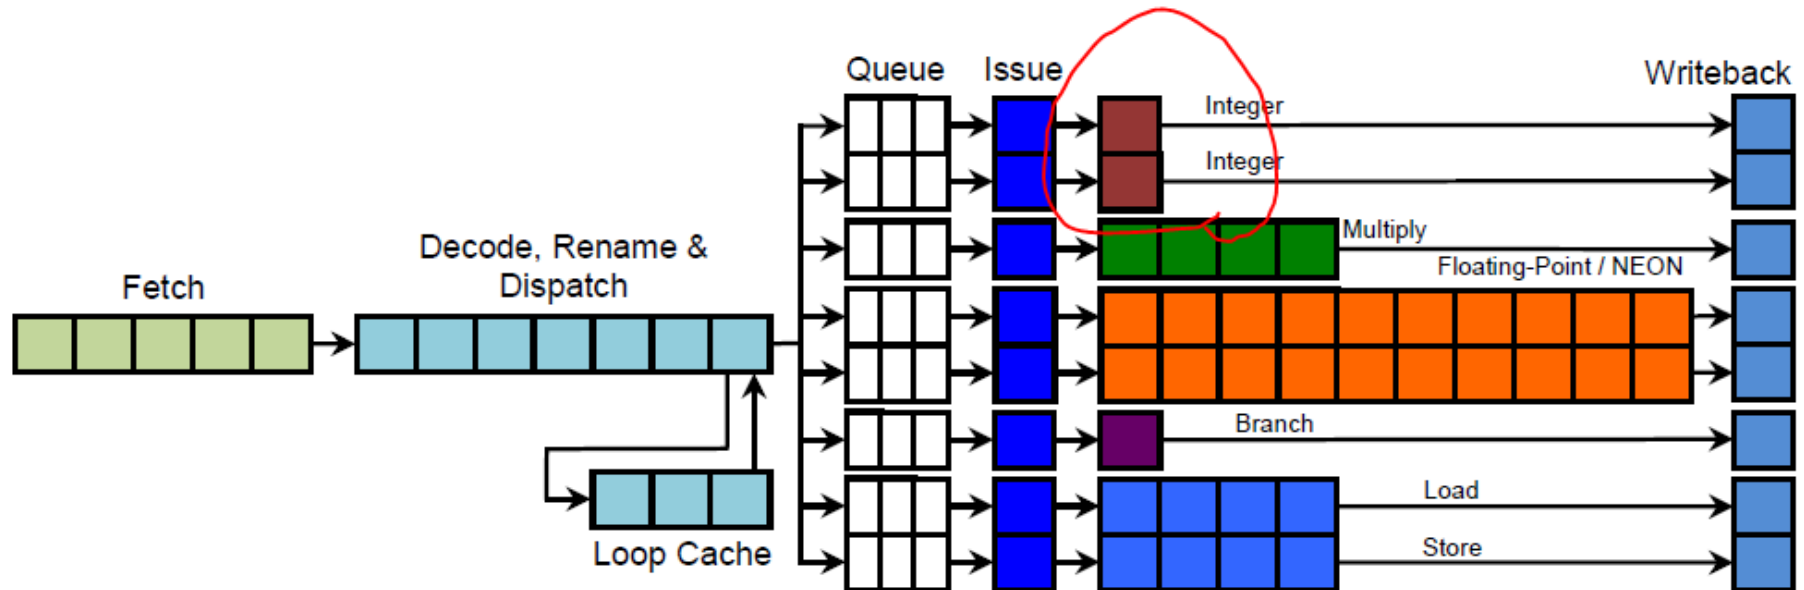 Queue
Issue
Writeback
Integer
Integer
Multiply
Floating-Point / NEON
Decode, Rename &
Dispatch
Fetch
Branch
Load
Store
Loop Cache